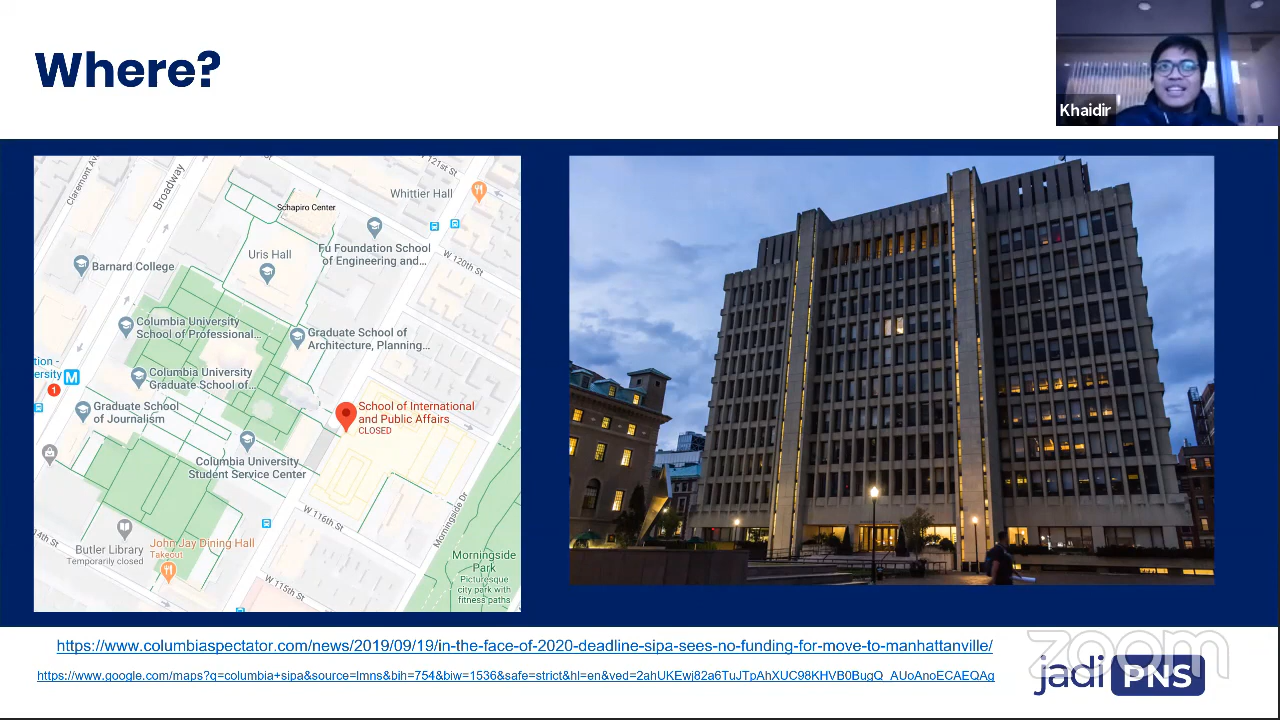 Where?
Khaidir
claremont Av
Broadway
W 121st St
Whittier Hall
Schapiro Center
Fu Foundation School
of Engineering and...
Uris Hall
W 120th St
Barnard College
Columbia University
School of Professional...
Graduate School of
Architecture, Planning...
tion -
ersity
M
1
Columbia University
Graduate School of...
Graduate School
of Journalism
School of International
and Public Affairs
CLOSED
Columbia University
Student Service Center
W 116th St
Morningside Dr
14th St
Butler Library
Temporarily closed
John Jay Dining Hall
Takeout
W 115th St
Morningside
Park
Picturesque
city park with
fitness paths
https://www.columbiaspectator.com/news/2019/09/19/in-the-face-of-2020-deadline-sipa-sees-no-funding-for-move-to-manhattanville/
https://www.google.com/maps?q=columbia+sipa&source=lnms&bih=754&biw=1536&safe=strict&hl=en&ved=2ahUKEwj82a6TuJTpAhXUC98KHVB0BugQ_AUoAnoECAEQAg
zoom
jadi PNS